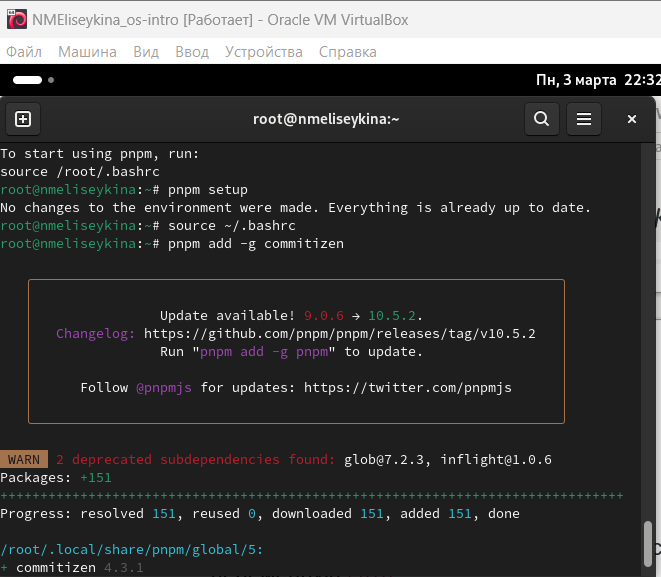 NMEliseykina_os-intro [Работает] - Oracle VM VirtualBox
Файл Машина Вид Ввод Устройства Справка
Пн, 3 марта 22:32
root@nmeliseykina:~
To start using pnpm, run:
source /root/.bashrc
root@nmeliseykina:~# pnpm setup
No changes to the environment were made. Everything is already up to date.
root@nmeliseykina:~# source ~/.bashrc
root@nmeliseykina:~# pnpm add -g commitizen
Update available! 9.0.6 → 10.5.2.
Changelog: https://github.com/pnpm/pnpm/releases/tag/v10.5.2
Run "pnpm add -g pnpm" to update.
Follow @pnpmjs for updates: https://twitter.com/pnpmjs
WARN 2 deprecated subdependencies found: glob@7.2.3, inflight@1.0.6
Packages: +151
++++++++++++++++++++++++++++++++++++++++++++++++++++++++++++++++++++++++++++++
Progress: resolved 151, reused 0, downloaded 151, added 151, done
/root/.local/share/pnpm/global/5:
+ commitizen 4.3.1